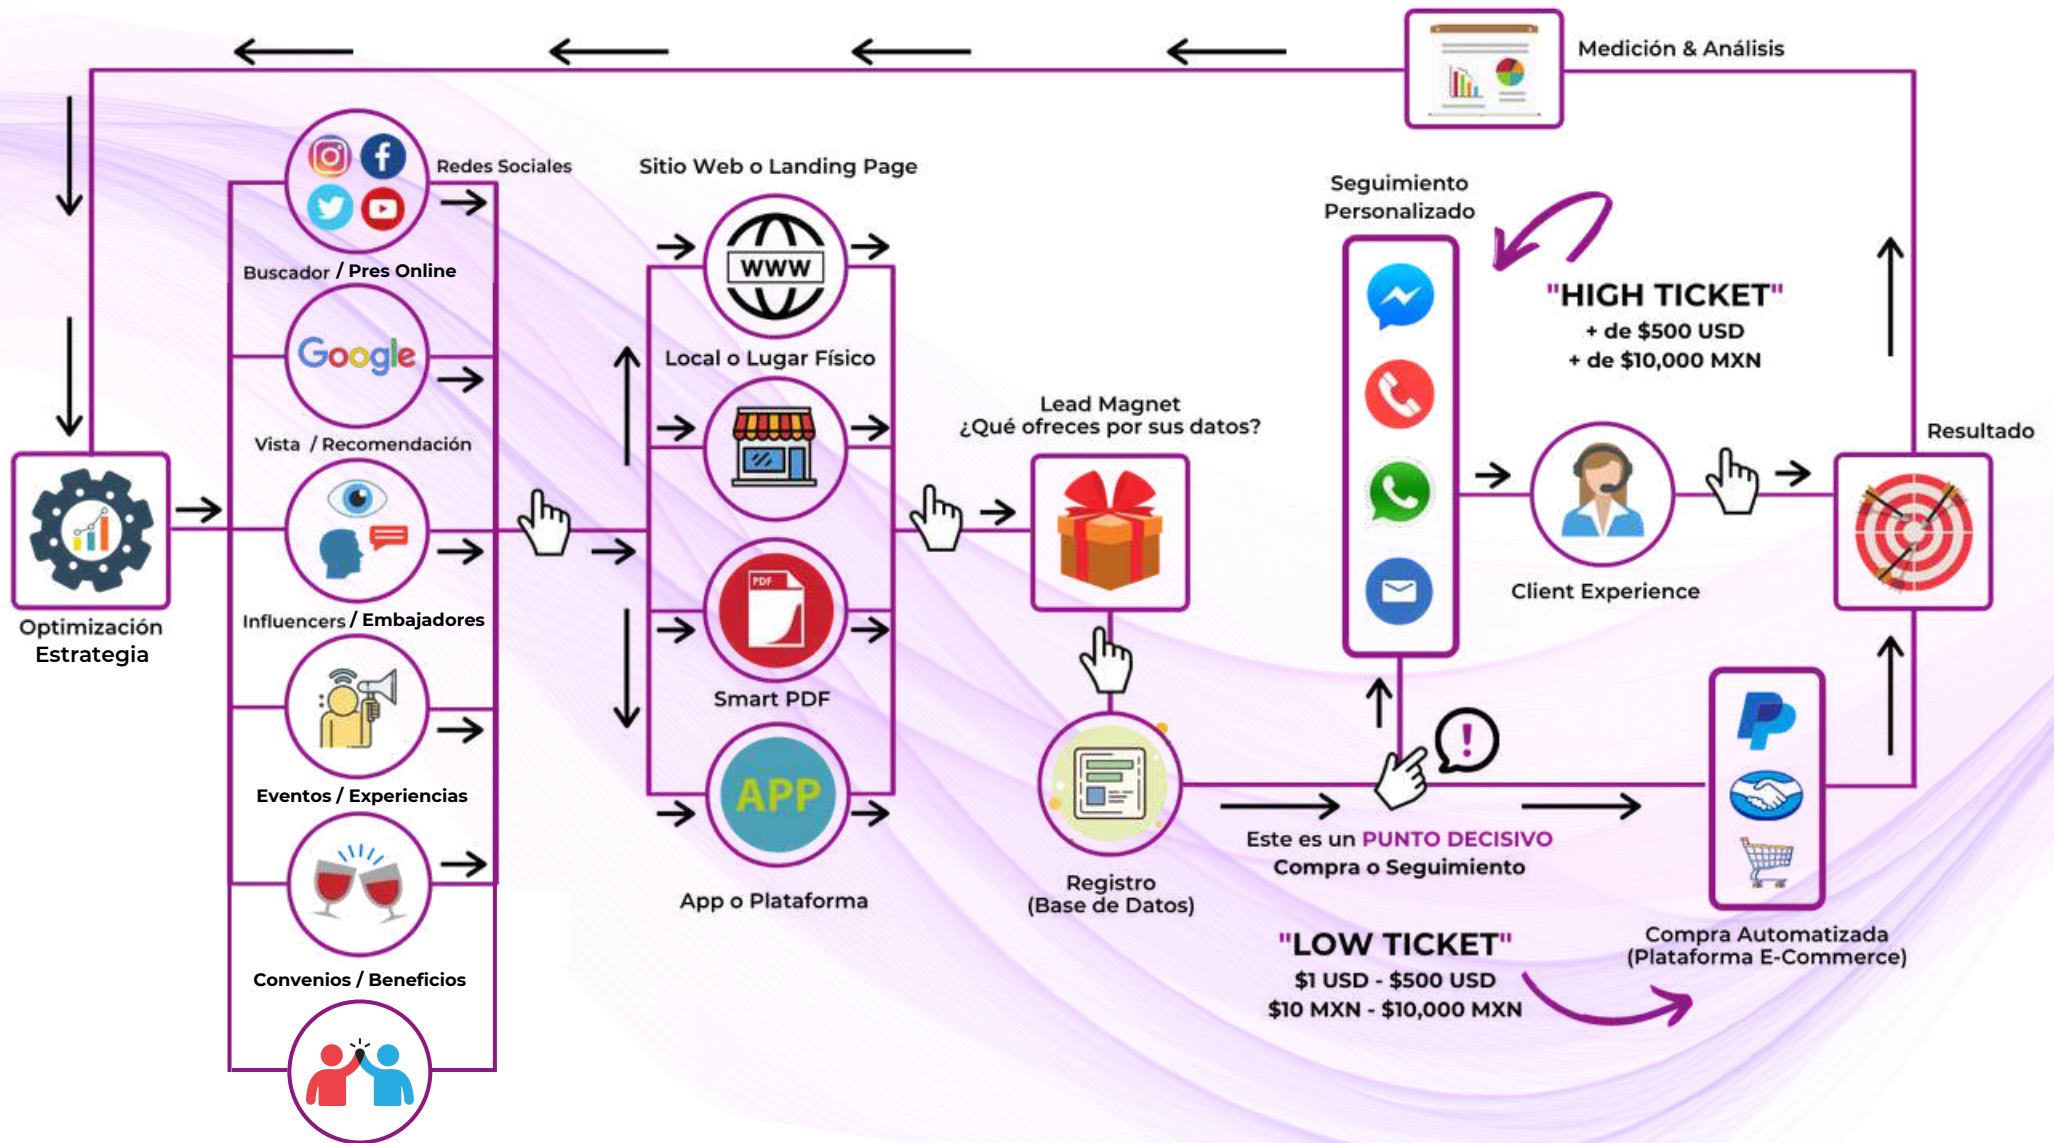 Medición & Análisis
Redes Sociales
Buscador / Pres Online
Google
Vista / Recomendación
Influencers / Embajadores
Eventos / Experiencias
Convenios / Beneficios
Optimización
Estrategia
Sitio Web o Landing Page
WWW
Local o Lugar Físico
PDF
Smart PDF
APP
App o Plataforma
Lead Magnet
¿Qué ofreces por sus datos?
Registro
(Base de Datos)
Seguimiento
Personalizado
"HIGH TICKET"
+ de $500 USD
+ de $10,000 MXN
Client Experience
Resultado
!
Este es un PUNTO DECISIVO
Compra o Seguimiento
"LOW TICKET"
$1 USD - $500 USD
$10 MXN - $10,000 MXN
Compra Automatizada
(Plataforma E-Commerce)